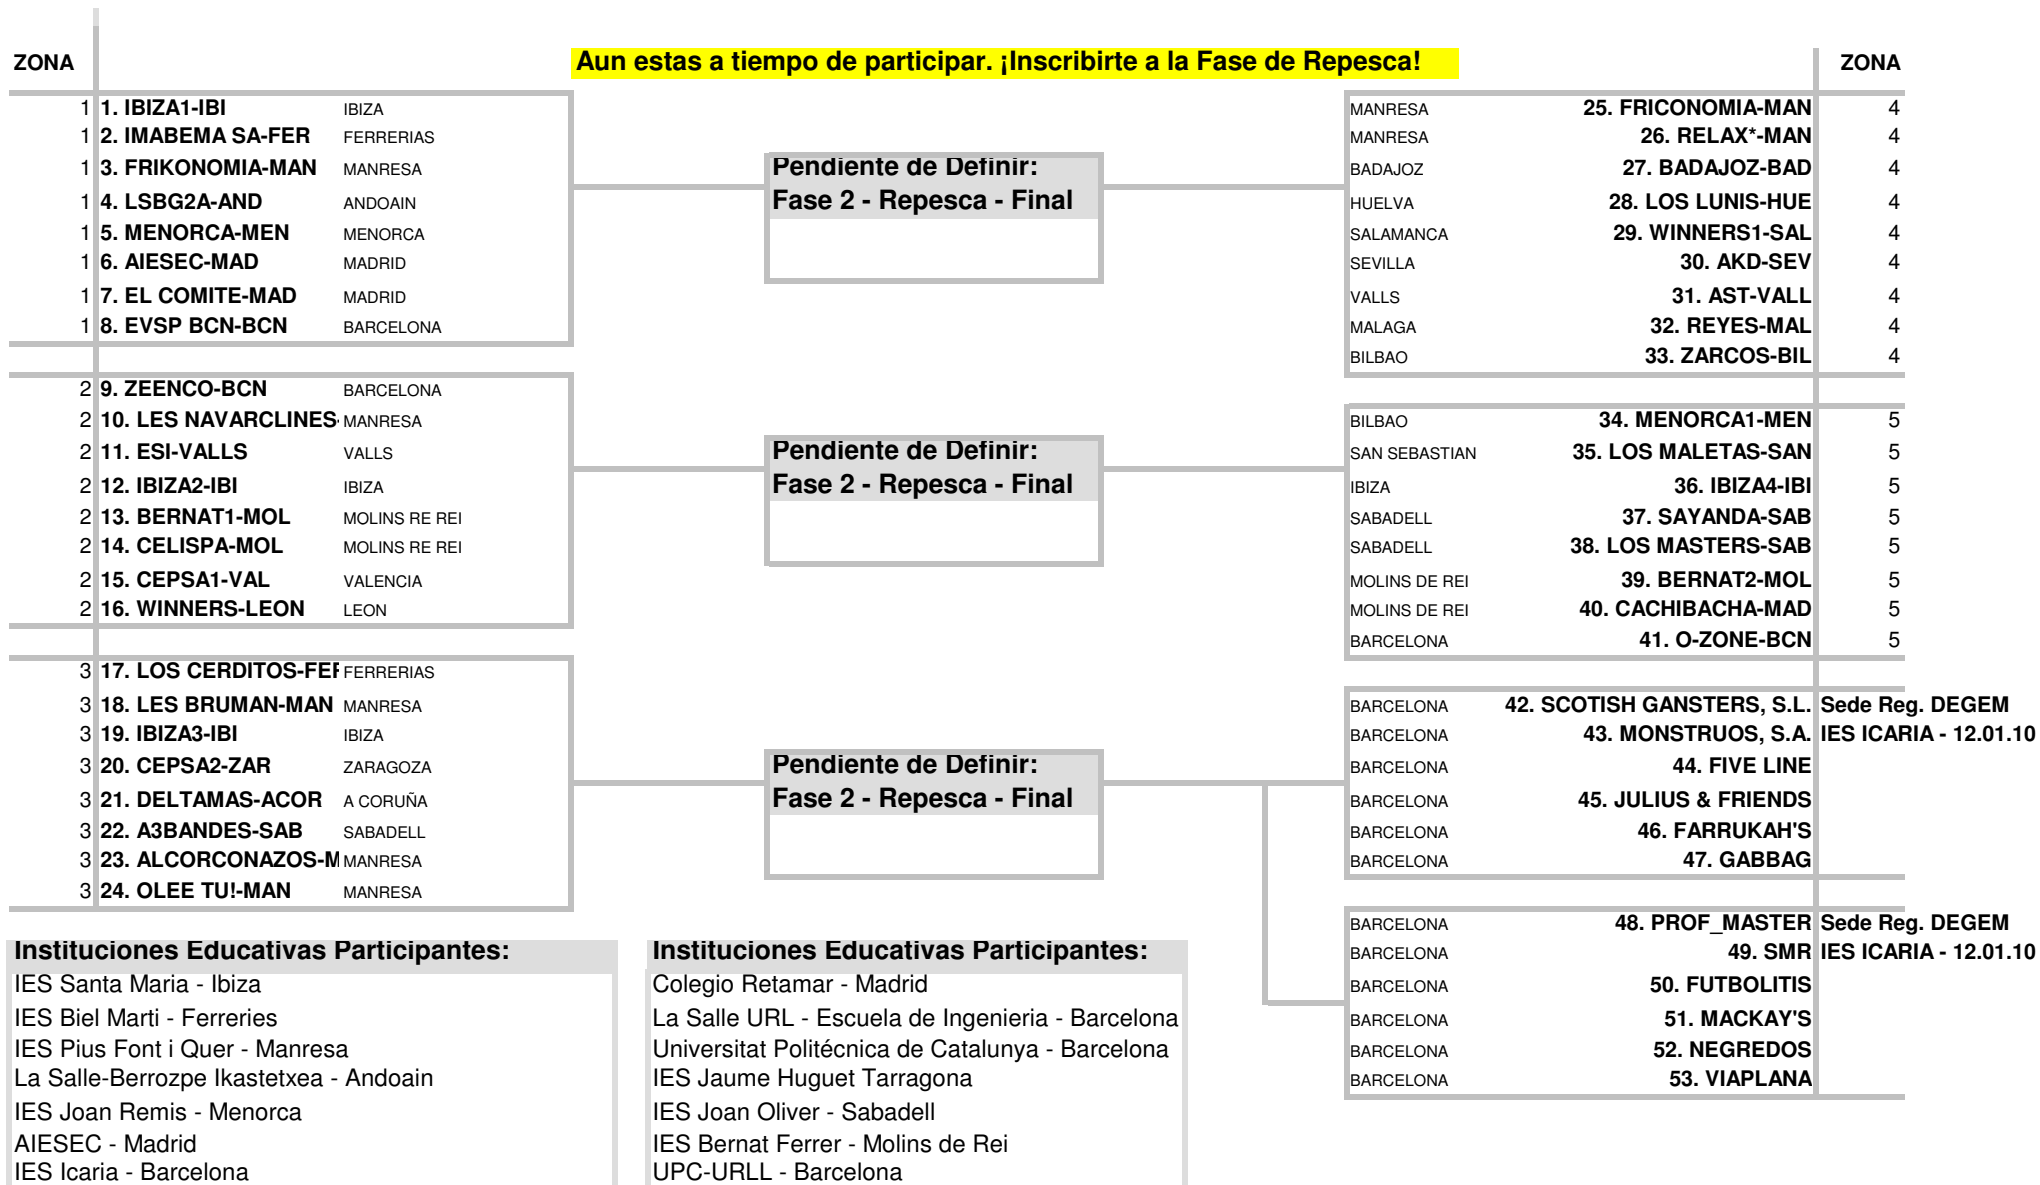 Aun estas a tiempo de participar. ¡Inscribirte a la Fase de Repesca!
ZONA
1 1. IBIZA1-IBI IBIZA
1 2. IMABEMA SA-FER FERRERIAS
1 3. FRIKONOMIA-MAN MANRESA
1 4. LSBG2A-AND ANDOAIN
1 5. MENORCA-MEN MENORCA
1 6. AIESEC-MAD MADRID
1 7. EL COMITE-MAD MADRID
1 8. EVSP BCN-BCN BARCELONA
2 9. ZEENCO-BCN BARCELONA
2 10. LES NAVARCLINES- MANRESA
2 11. ESI-VALLS VALLS
2 12. IBIZA2-IBI IBIZA
2 13. BERNAT1-MOL MOLINS RE REI
2 14. CELISPA-MOL MOLINS RE REI
2 15. CEPSA1-VAL VALENCIA
2 16. WINNERS-LEON LEON
3 17. LOS CERDITOS-FER FERRERIAS
3 18. LES BRUMAN-MAN MANRESA
3 19. IBIZA3-IBI IBIZA
3 20. CEPSA2-ZAR ZARAGOZA
3 21. DELTAMAS-ACOR A CORUÑA
3 22. A3BANDES-SAB SABADELL
3 23. ALCORCONAZOS-M MANRESA
3 24. OLEE TU!-MAN MANRESA
Pendiente de Definir:
Fase 2 - Repesca - Final
Pendiente de Definir:
Fase 2 - Repesca - Final
Pendiente de Definir:
Fase 2 - Repesca - Final
ZONA
MANRESA 25. FRICONOMIA-MAN 4
MANRESA 26. RELAX*-MAN 4
BADAJOZ 27. BADAJOZ-BAD 4
HUELVA 28. LOS LUNIS-HUE 4
SALAMANCA 29. WINNERS1-SAL 4
SEVILLA 30. AKD-SEV 4
VALLS 31. AST-VALL 4
MALAGA 32. REYES-MAL 4
BILBAO 33. ZARCOS-BIL 4
BILBAO 34. MENORCA1-MEN 5
SAN SEBASTIAN 35. LOS MALETAS-SAN 5
IBIZA 36. IBIZA4-IBI 5
SABADELL 37. SAYANDA-SAB 5
SABADELL 38. LOS MASTERS-SAB 5
MOLINS DE REI 39. BERNAT2-MOL 5
MOLINS DE REI 40. CACHIBACHA-MAD 5
BARCELONA 41. O-ZONE-BCN 5
BARCELONA 42. SCOTISH GANSTERS, S.L. Sede Reg. DEGEM
BARCELONA 43. MONSTRUOS, S.A. IES ICARIA - 12.01.10
BARCELONA 44. FIVE LINE
BARCELONA 45. JULIUS & FRIENDS
BARCELONA 46. FARRUKAH'S
BARCELONA 47. GABBAG
BARCELONA 48. PROF_MASTER Sede Reg. DEGEM
BARCELONA 49. SMR IES ICARIA - 12.01.10
BARCELONA 50. FUTBOLITIS
BARCELONA 51. MACKAY'S
BARCELONA 52. NEGREDOS
BARCELONA 53. VIAPLANA
Instituciones Educativas Participantes:
IES Santa Maria - Ibiza
IES Biel Marti - Ferreries
IES Pius Font i Quer - Manresa
La Salle-Berrozpe Ikastetxea - Andoain
IES Joan Remis - Menorca
AIESEC - Madrid
IES Icaria - Barcelona
Instituciones Educativas Participantes:
Colegio Retamar - Madrid
La Salle URL - Escuela de Ingenieria - Barcelona
Universitat Politécnica de Catalunya - Barcelona
IES Jaume Huguet Tarragona
IES Joan Oliver - Sabadell
IES Bernat Ferrer - Molins de Rei
UPC-URLL - Barcelona